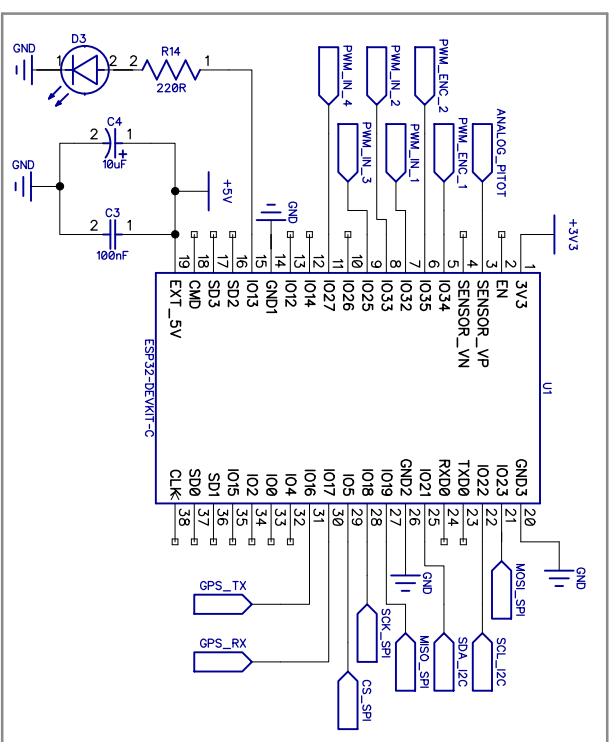 D3
GND
1
2
2
R14
1
220R
C4
2
1
+
10uF
GND
+5V
C3
2
1
100nF
GND
PWM_IN_4
PWM_IN_2
PWM_ENC_2
PWM_IN_3
PWM_IN_1
PWM_ENC_1
ANALOG_PITOT
+3V3
19
18
17
16
15
14
13
12
11
10
9
8
7
6
5
4
3
2
1
EXT_5V
CMD
SD3
SD2
IO13
GND1
IO12
IO14
IO27
IO26
IO25
IO33
IO32
IO35
IO34
SENSOR_VN
SENSOR_VP
EN
3V3
ESP32-DEVKIT-C
U1
CLK
SD0
SD1
IO15
IO2
IO0
IO4
IO16
IO17
IO5
IO18
IO19
GND2
IO21
RXD0
TXD0
IO22
IO23
GND3
38
37
36
35
34
33
32
31
30
29
28
27
26
25
24
23
22
21
20
GPS_TX
GPS_RX
CS_SPI
SCK_SPI
MISO_SPI
GND
SDA_I2C
SCL_I2C
MOSI_SPI
GND